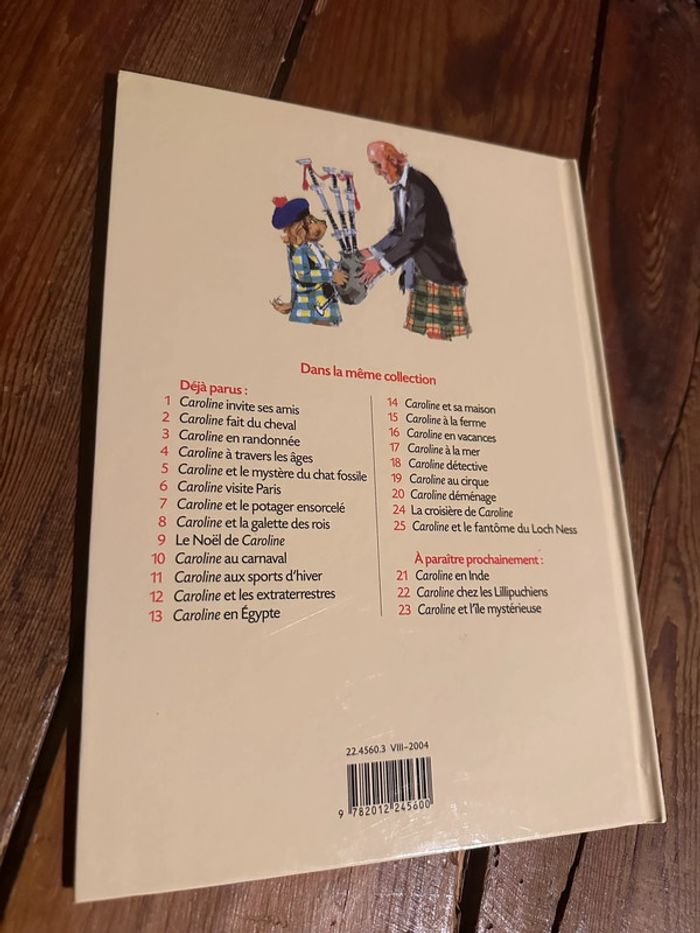 Dans la même collection
Déjà parus :
1 Caroline invite ses amis
2 Caroline fait du cheval
3 Caroline en randonnée
4 Caroline à travers les âges
5 Caroline et le mystère du chat fossile
6 Caroline visite Paris
7 Caroline et le potager ensorcelé
8 Caroline et la galette des rois
9 Le Noël de Caroline
10 Caroline au carnaval
11 Caroline aux sports d'hiver
12 Caroline et les extraterrestres
13 Caroline en Égypte
14 Caroline et sa maison
15 Caroline à la ferme
16 Caroline en vacances
17 Caroline à la mer
18 Caroline détective
19 Caroline au cirque
20 Caroline déménage
24 La croisière de Caroline
25 Caroline et le fantôme du Loch Ness
À paraître prochainement :
21 Caroline en Inde
22 Caroline chez les Lillipuchiens
23 Caroline et l'île mystérieuse
22.4560.3 VIII-2004
9 782012 245600